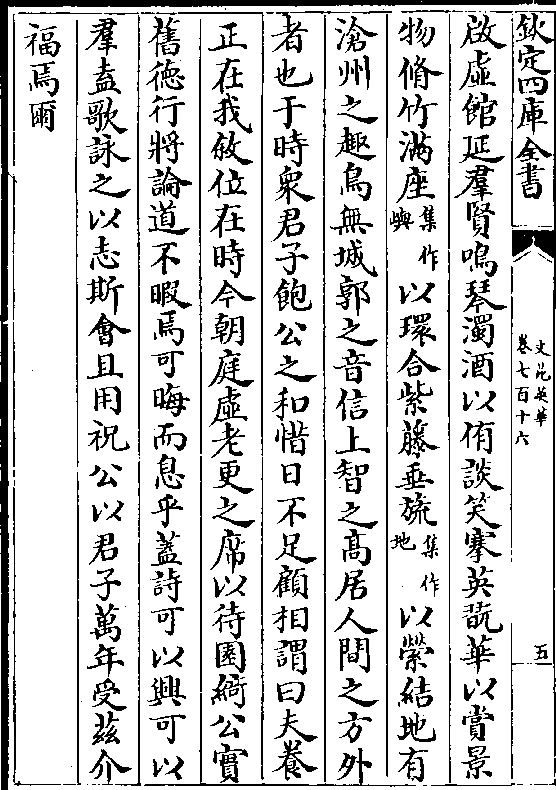 欽定四庫全書
文苑英華
卷七百十六
五
啟虛館延羣賢鳴琴濁酒以侑談笑搴英翫華以賞景
物脩竹滿座集作嶼以環合紫藤垂旒集作地以縈結地有
滄州之趣鳥無城郭之音信上智之髙居人間之方外
者也于時衆君子飽公之和惜日不足顧相謂曰夫養
正在我敘位在時今朝庭虛老更之席以待園綺公實
舊徳行將論道不暇焉可晦而息乎蓋詩可以興可以
羣盍歌詠之以志斯會且用祝公以君子萬年受茲介
福焉爾